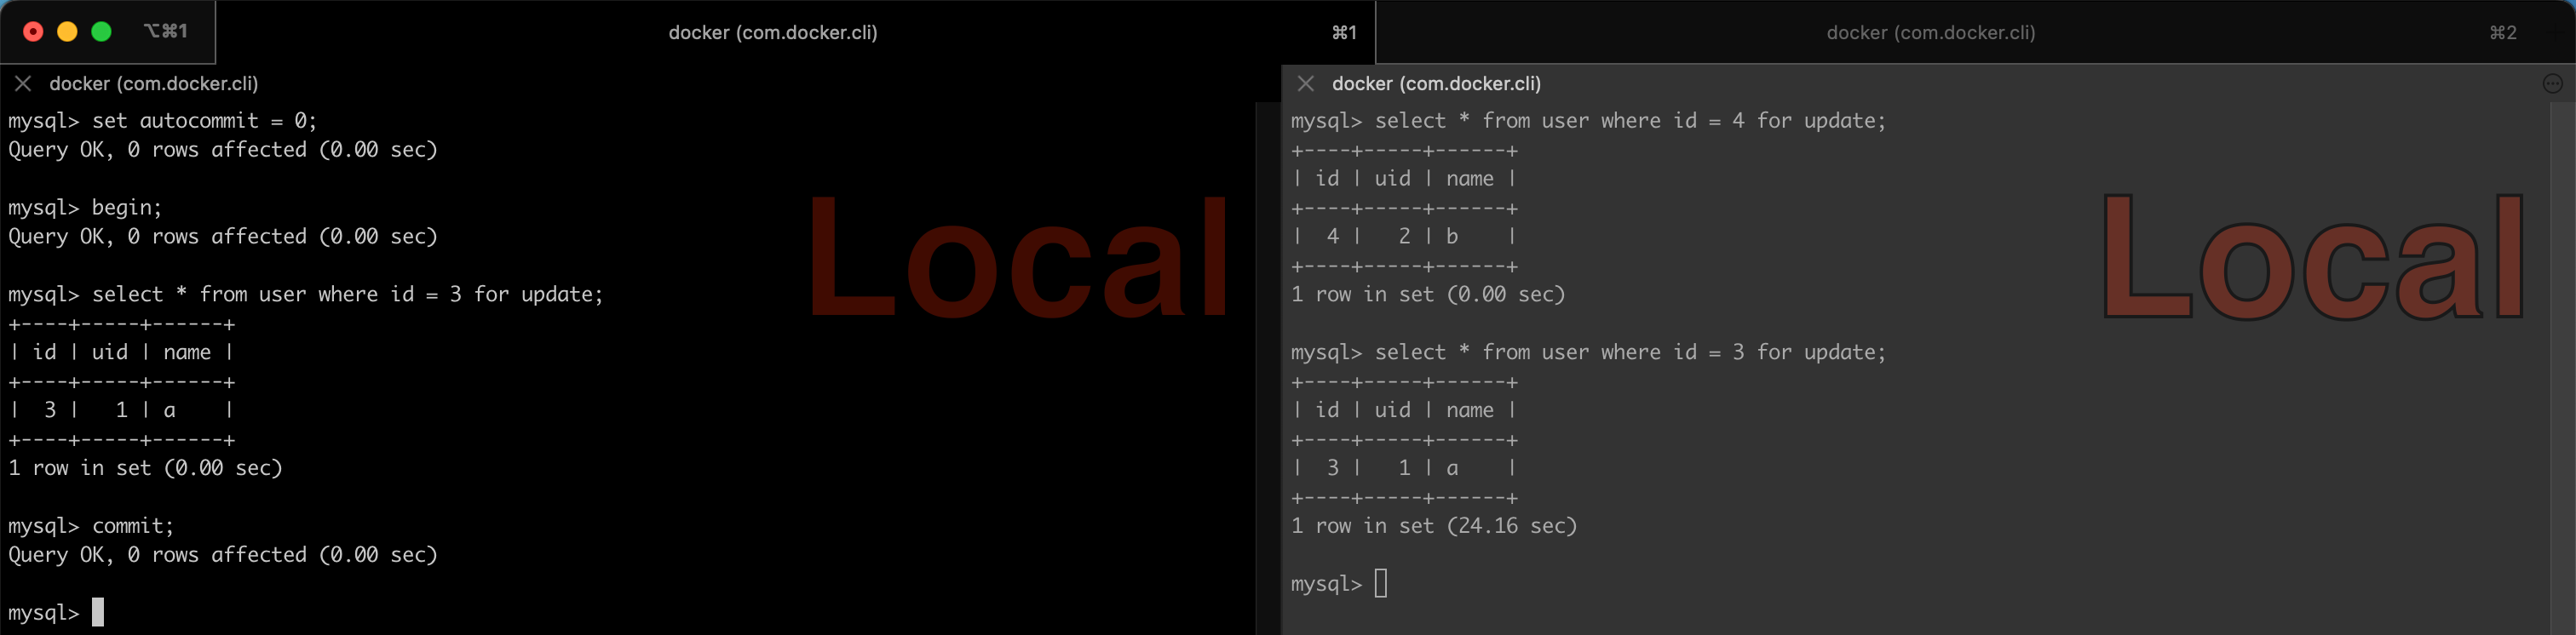 ⌥⌘1
docker (com.docker.cli)
⌘1
docker (com.docker.cli)
⌘2
docker (com.docker.cli)
mysql> set autocommit = 0;
Query OK, 0 rows affected (0.00 sec)
mysql> begin;
Query OK, 0 rows affected (0.00 sec)
mysql> select * from user where id = 3 for update;
+----+-----+------+
| id | uid | name |
+----+-----+------+
|  3 |   1 | a    |
+----+-----+------+
1 row in set (0.00 sec)
mysql> commit;
Query OK, 0 rows affected (0.00 sec)
mysql>
Local
docker (com.docker.cli)
mysql> select * from user where id = 4 for update;
+----+-----+------+
| id | uid | name |
+----+-----+------+
|  4 |   2 | b    |
+----+-----+------+
1 row in set (0.00 sec)
mysql> select * from user where id = 3 for update;
+----+-----+------+
| id | uid | name |
+----+-----+------+
|  3 |   1 | a    |
+----+-----+------+
1 row in set (24.16 sec)
mysql>
Local